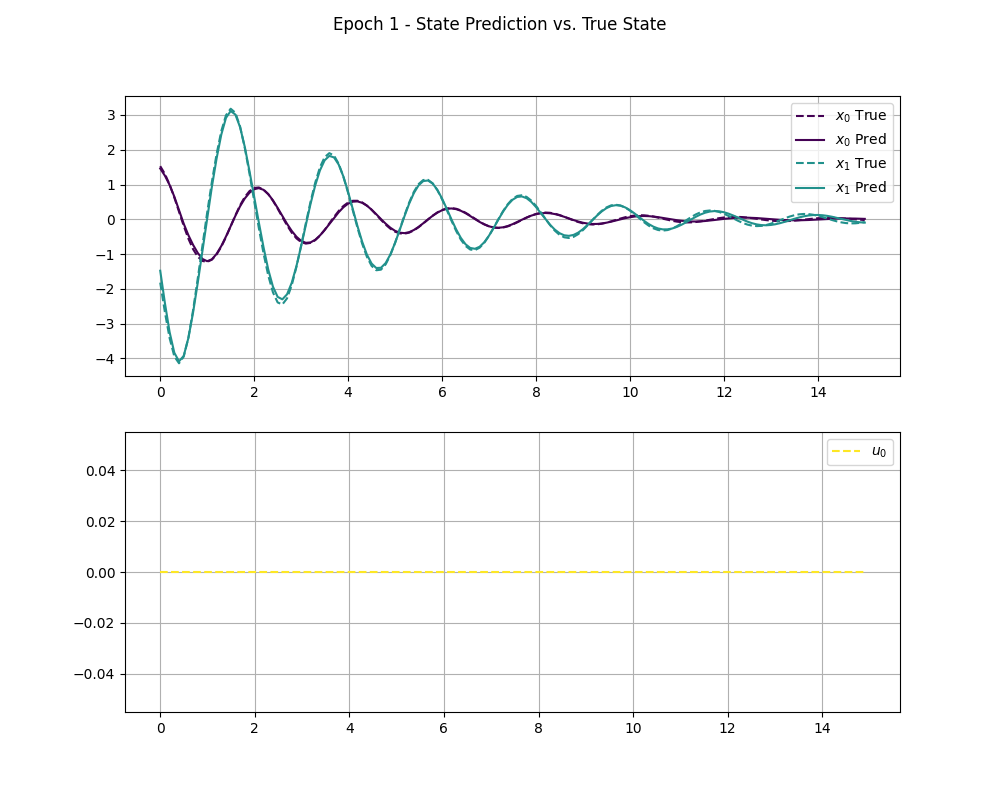 Epoch 1 - State Prediction vs. True State
3
2
1
0
−1
−2
−3
−4
x₀ True
x₀ Pred
x₁ True
x₁ Pred
0 2 4 6 8 10 12 14
0.04
0.02
0.00
−0.02
−0.04
u₀
0 2 4 6 8 10 12 14